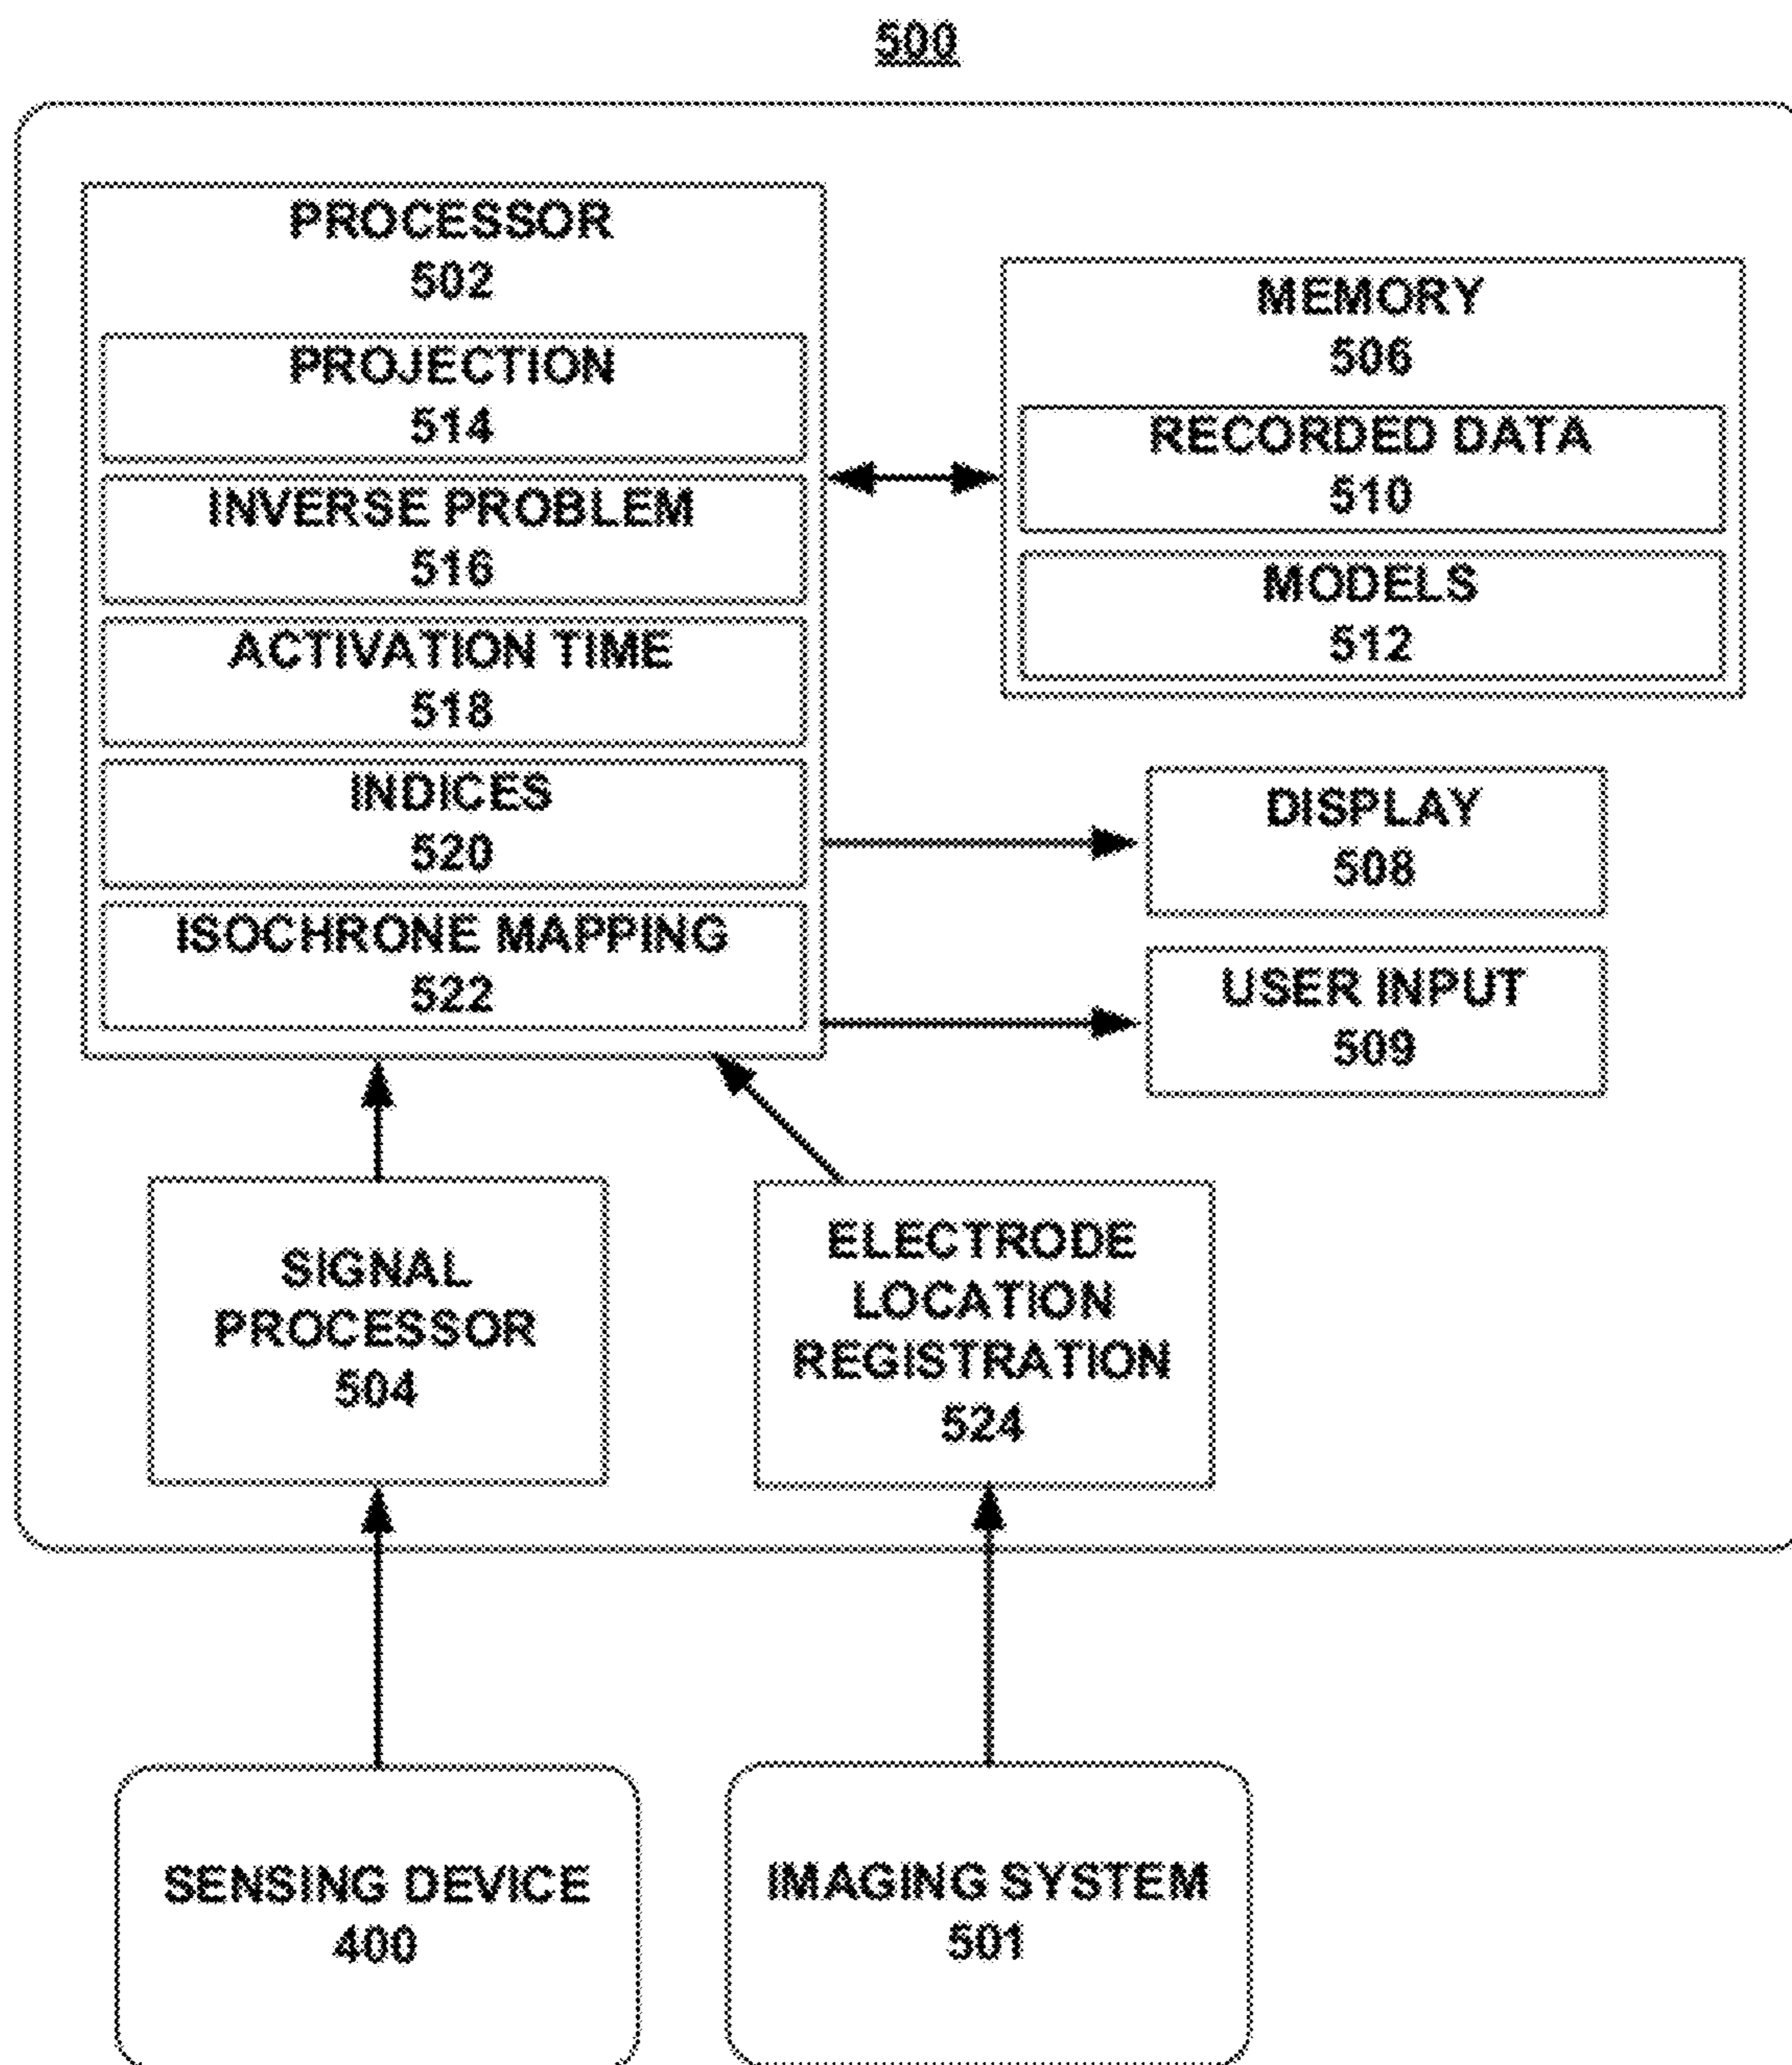 500
PROCESSOR
502
PROJECTION
514
INVERSE PROBLEM
516
ACTIVATION TIME
518
INDICES
520
ISOCHRONE MAPPING
522
MEMORY
506
RECORDED DATA
510
MODELS
512
DISPLAY
508
USER INPUT
509
SIGNAL
PROCESSOR
504
ELECTRODE
LOCATION
REGISTRATION
524
SENSING DEVICE
400
IMAGING SYSTEM
501